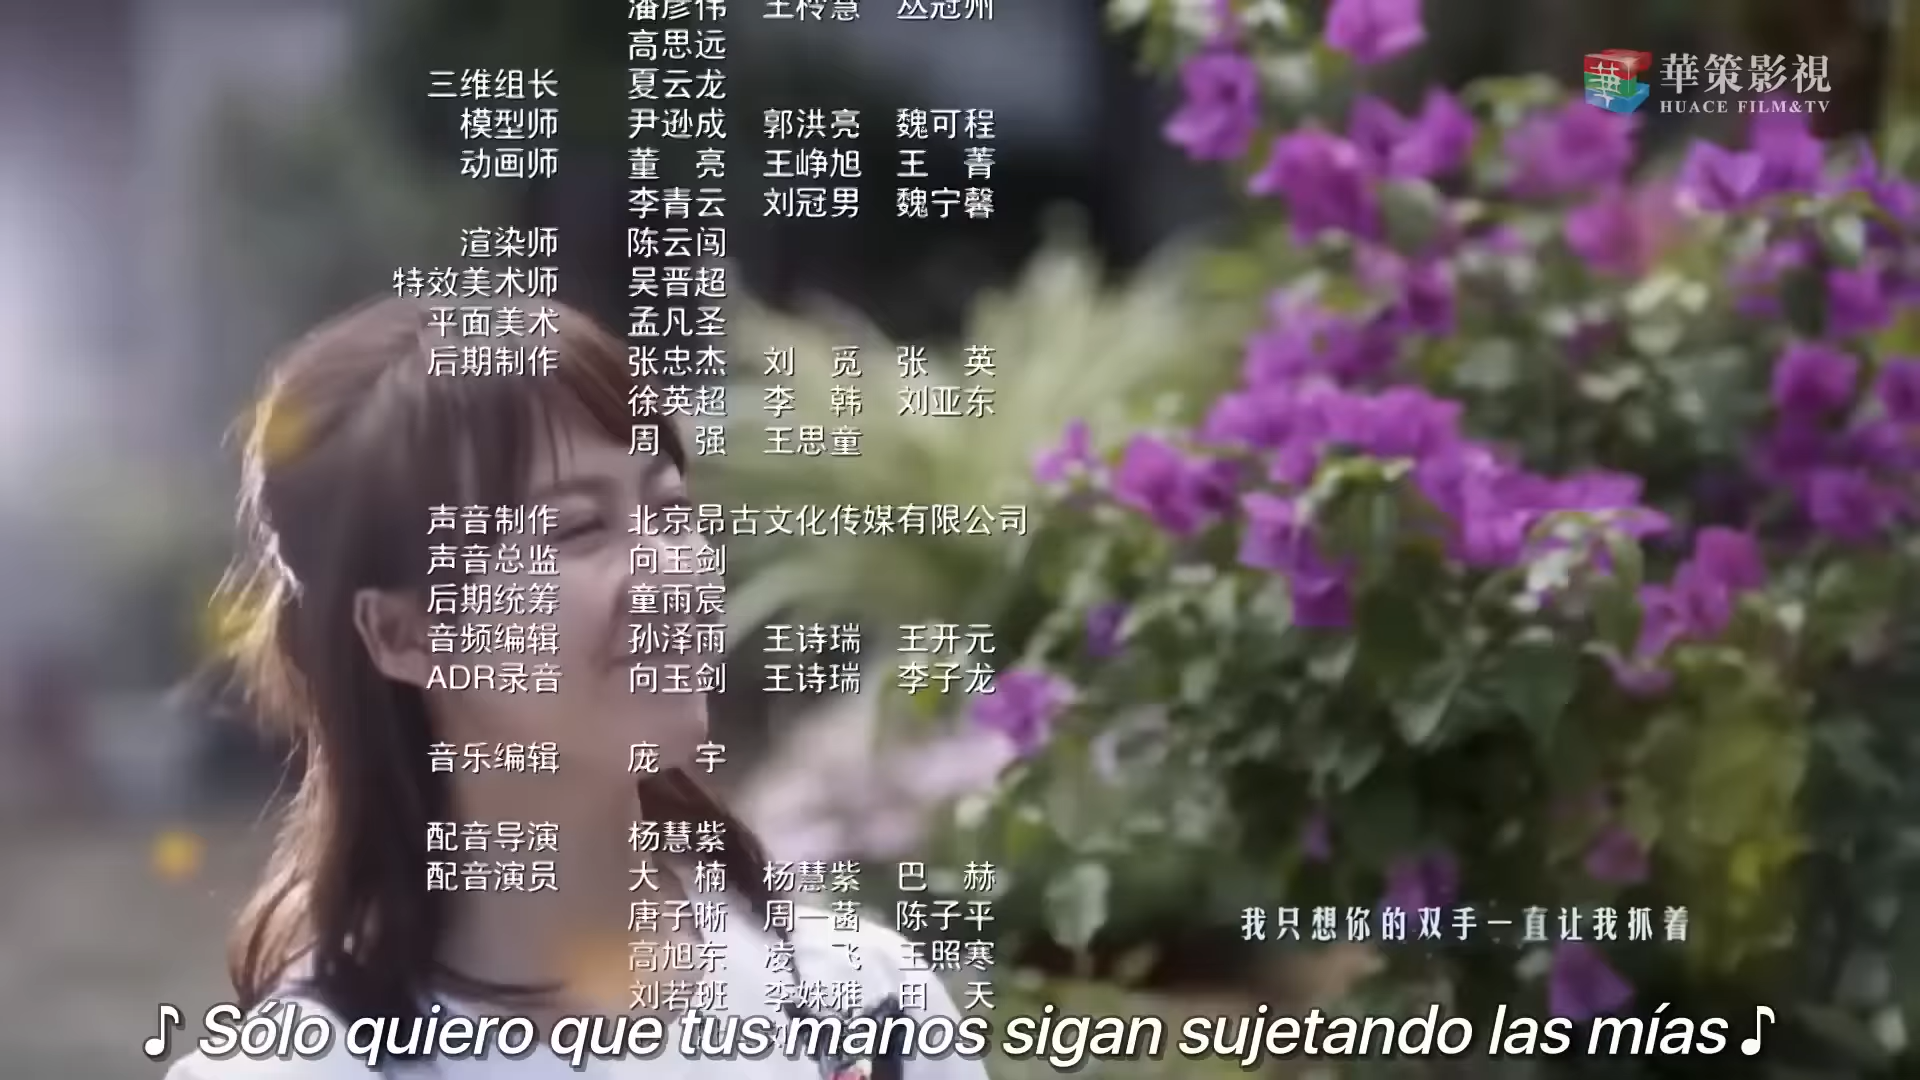 潘彦伟 王柃慧 丛冠州
高思远
三维组长 夏云龙
模型师 尹逊成 郭洪亮 魏可程
动画师 董 亮 王峥旭 王 菁
李青云 刘冠男 魏宁馨
渲染师 陈云闯
特效美术师 吴晋超
平面美术 孟凡圣
后期制作 张忠杰 刘 觅 张 英
徐英超 李 韩 刘亚东
周 强 王思童
声音制作 北京昂古文化传媒有限公司
声音总监 向玉剑
后期统筹 童雨宸
音频编辑 孙泽雨 王诗瑞 王开元
ADR录音 向玉剑 王诗瑞 李子龙
音乐编辑 庞 宇
配音导演 杨慧紫
配音演员 大 楠 杨慧紫 巴 赫
唐子晰 周一菡 陈子平
高旭东 凌 飞 王照寒
刘若班 李姝雅 田 天
華策影視
HUACE FILM&TV
我只想你的双手一直让我抓着
♪ Sólo quiero que tus manos sigan sujetando las mías ♪